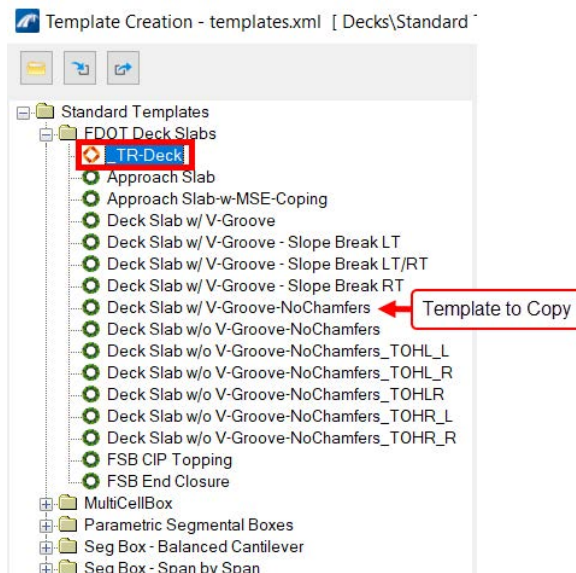 Template Creation - templates.xml [ Decks\Standard
Standard Templates
FDOT Deck Slabs
_TR-Deck
Approach Slab
Approach Slab-w-MSE-Coping
Deck Slab w/ V-Groove
Deck Slab w/ V-Groove - Slope Break LT
Deck Slab w/ V-Groove - Slope Break LT/RT
Deck Slab w/ V-Groove - Slope Break RT
Deck Slab w/ V-Groove-NoChamfers Template to Copy
Deck Slab w/o V-Groove-NoChamfers
Deck Slab w/o V-Groove-NoChamfers_TOHL_L
Deck Slab w/o V-Groove-NoChamfers_TOHL_R
Deck Slab w/o V-Groove-NoChamfers_TOHLR
Deck Slab w/o V-Groove-NoChamfers_TOHR_L
Deck Slab w/o V-Groove-NoChamfers_TOHR_R
FSB CIP Topping
FSB End Closure
MultiCellBox
Parametric Segmental Boxes
Seg Box - Balanced Cantilever
Seg Box - Span by Span